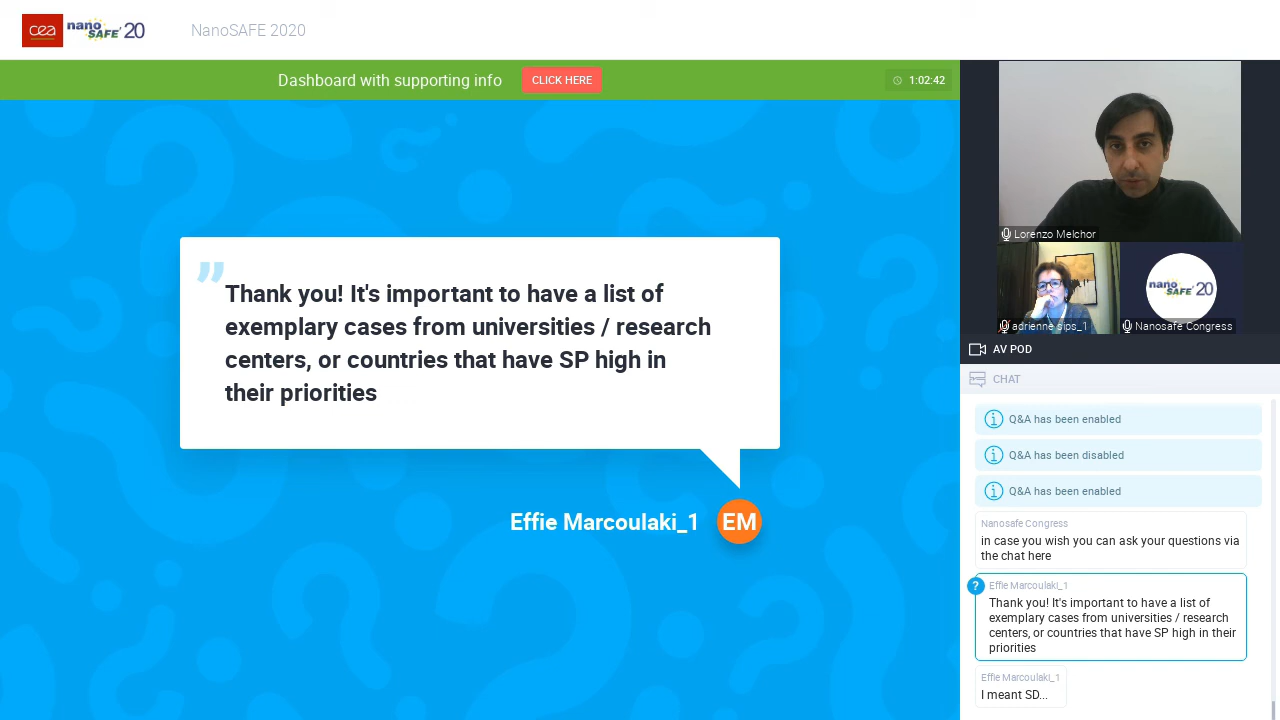 cea nano SAFE' 20
NanoSAFE 2020
Dashboard with supporting info
CLICK HERE
1:02:42
Thank you! It's important to have a list of
exemplary cases from universities / research
centers, or countries that have SP high in
their priorities
Effie Marcoulaki_1
EM
Lorenzo Melchor
adrienne sips_1
nano SAFE' 20
Nanosafe Congress
AV POD
CHAT
Q&A has been enabled
Q&A has been disabled
Q&A has been enabled
Nanosafe Congress
in case you wish you can ask your questions via
the chat here
?
Effie Marcoulaki_1
Thank you! It's important to have a list of
exemplary cases from universities / research
centers, or countries that have SP high in their
priorities
Effie Marcoulaki_1
I meant SD...